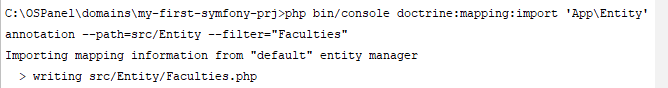 C:\OSPanel\domains\my-first-symfony-prj>php bin/console doctrine:mapping:import 'App\Entity'
annotation --path=src/Entity --filter="Faculties"
Importing mapping information from "default" entity manager
  > writing src/Entity/Faculties.php